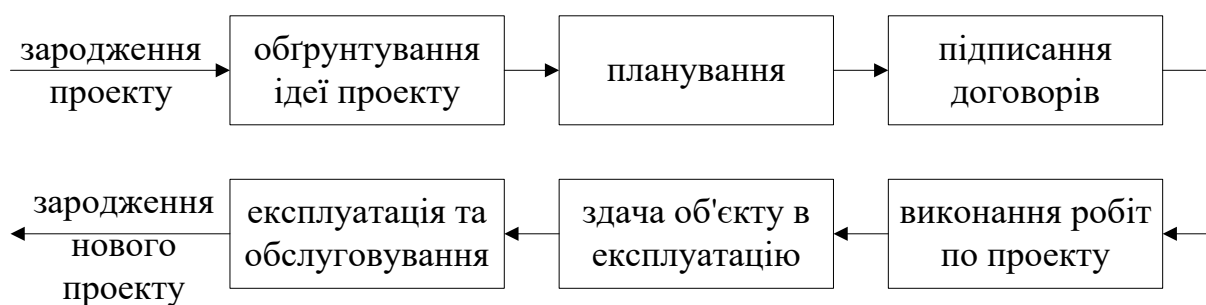 зародження
проекту
обґрунтування
ідеї проекту
планування
підписання
договорів
виконання робіт
по проекту
здача об'єкту в
експлуатацію
експлуатація та
обслуговування
зародження
нового
проекту